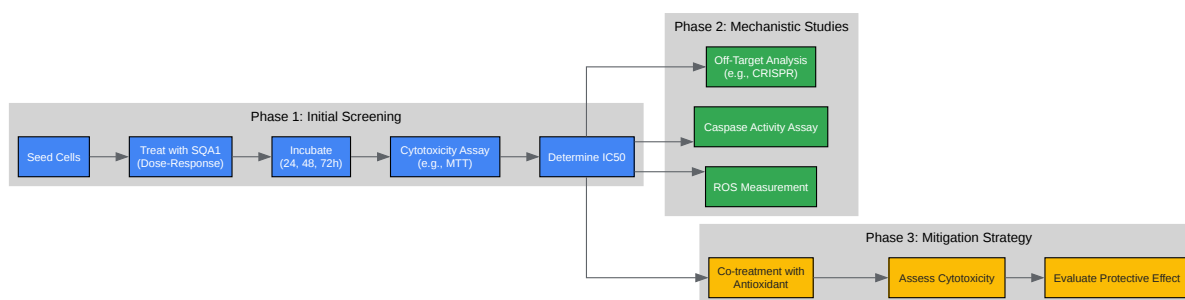 Phase 1: Initial Screening
Seed Cells
Treat with SQA1
(Dose-Response)
Incubate
(24, 48, 72h)
Cytotoxicity Assay
(e.g., MTT)
Determine IC50
Phase 2: Mechanistic Studies
Off-Target Analysis
(e.g., CRISPR)
Caspase Activity Assay
ROS Measurement
Phase 3: Mitigation Strategy
Co-treatment with
Antioxidant
Assess Cytotoxicity
Evaluate Protective Effect